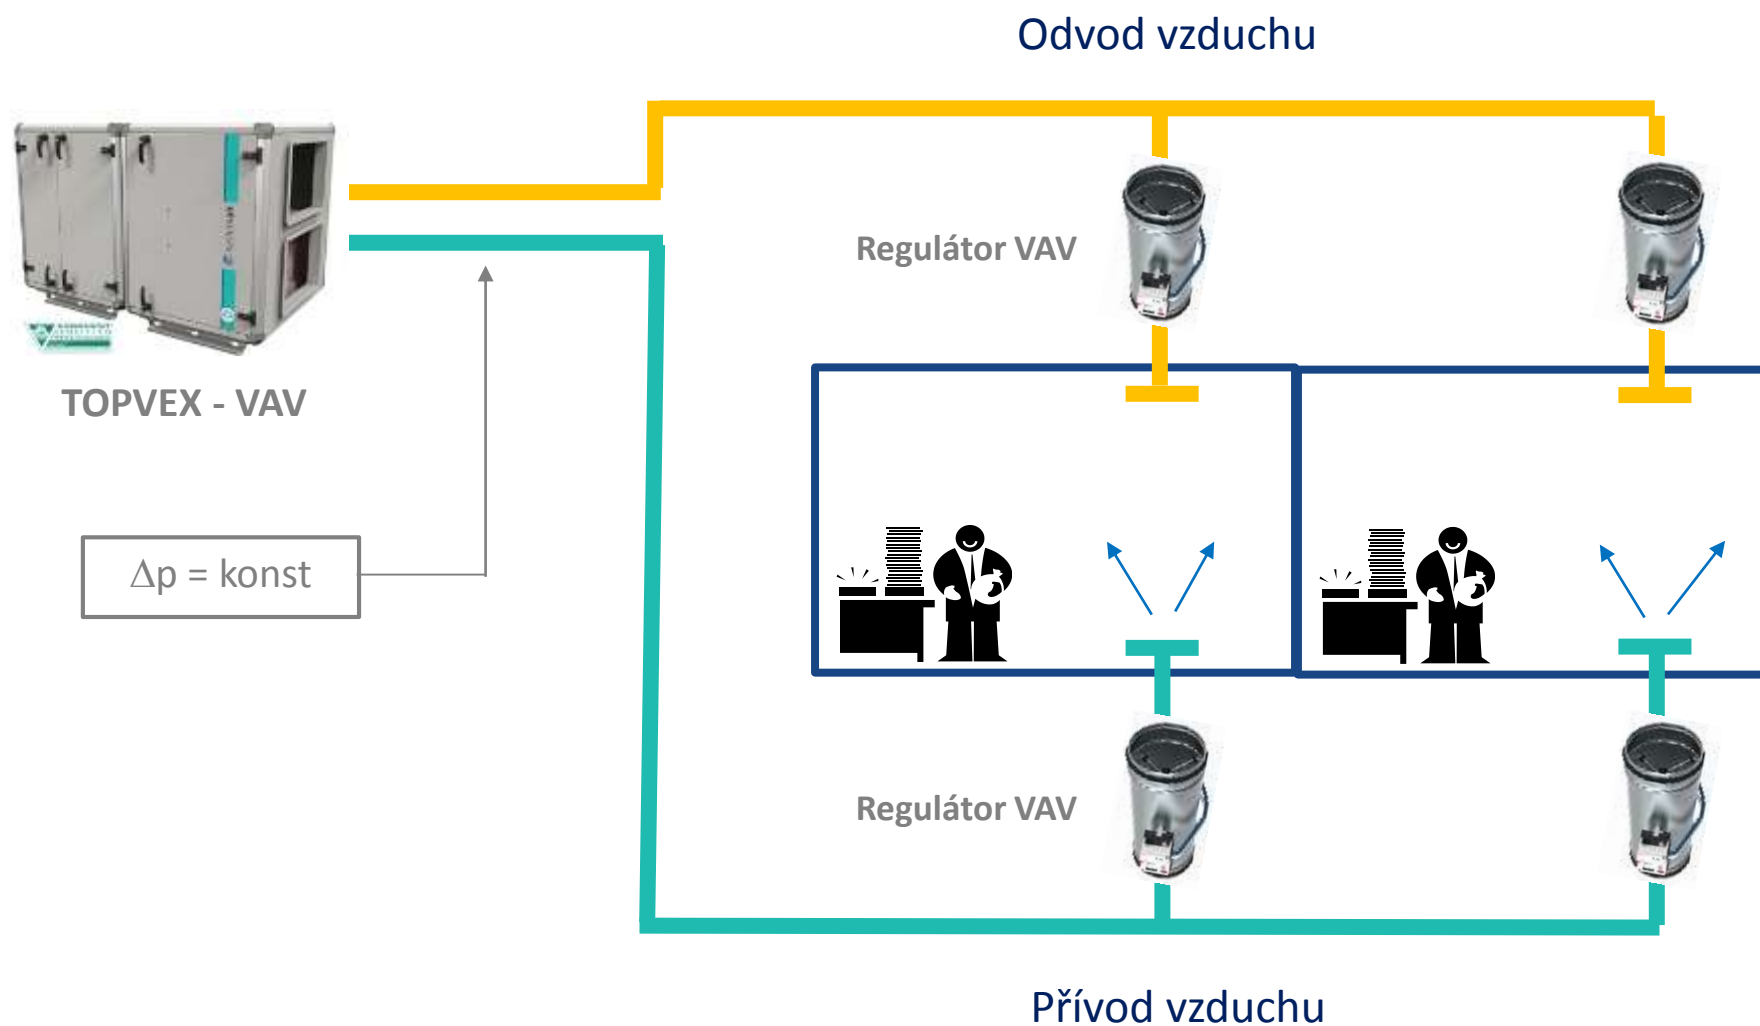 Odvod vzduchu
Regulátor VAV
TOPVEX - VAV
Δp = konst
Regulátor VAV
Přívod vzduchu